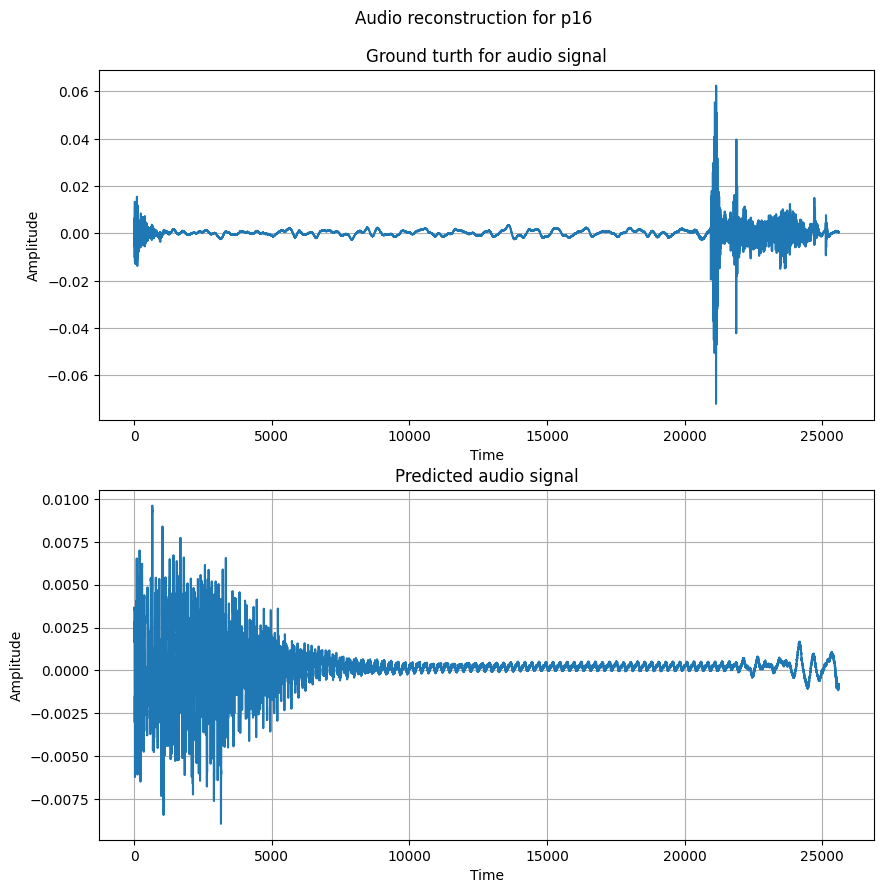 Audio reconstruction for p16
Ground turth for audio signal
0.06
0.04
0.02
0.00
−0.02
−0.04
−0.06
Amplitude
0 5000 10000 15000 20000 25000
Time
Predicted audio signal
0.0100
0.0075
0.0050
0.0025
0.0000
−0.0025
−0.0050
−0.0075
Amplitude
0 5000 10000 15000 20000 25000
Time